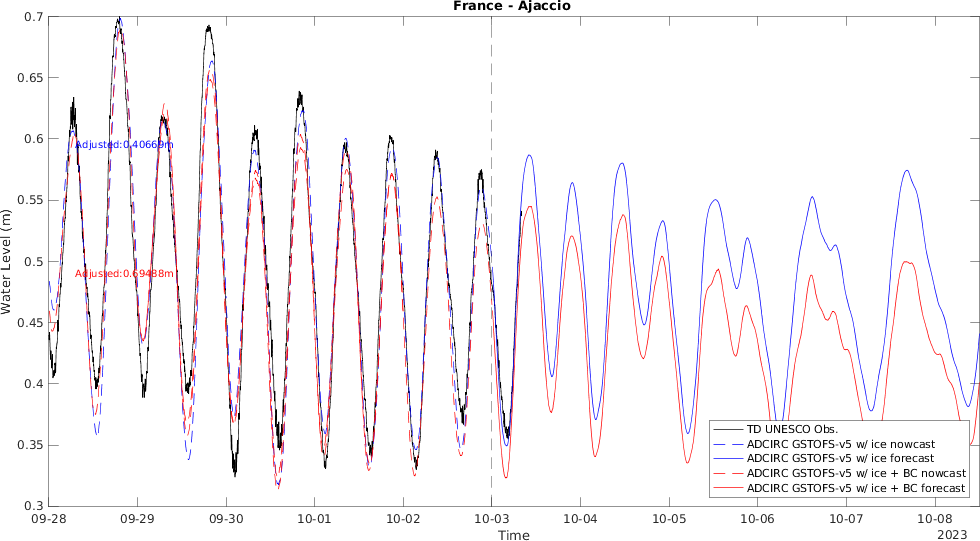 France - Ajaccio
0.7
0.65
0.6
0.55
0.5
0.45
0.4
0.35
0.3
Water Level (m)
Adjusted:0.40669m
Adjusted:0.69488m
TD UNESCO Obs.
ADCIRC GSTOFS-v5 w/ ice nowcast
ADCIRC GSTOFS-v5 w/ ice forecast
ADCIRC GSTOFS-v5 w/ ice + BC nowcast
ADCIRC GSTOFS-v5 w/ ice + BC forecast
09-28 09-29 09-30 10-01 10-02 10-03 10-04 10-05 10-06 10-07 10-08
Time
2023